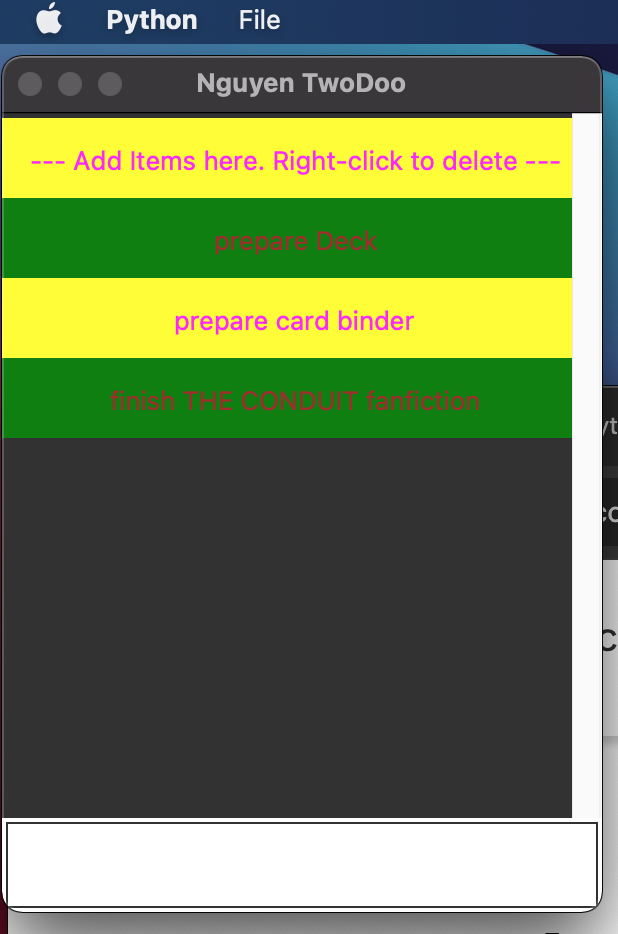 Python File
Nguyen TwoDoo
--- Add Items here. Right-click to delete ---
prepare Deck
prepare card binder
finish THE CONDUIT fanfiction